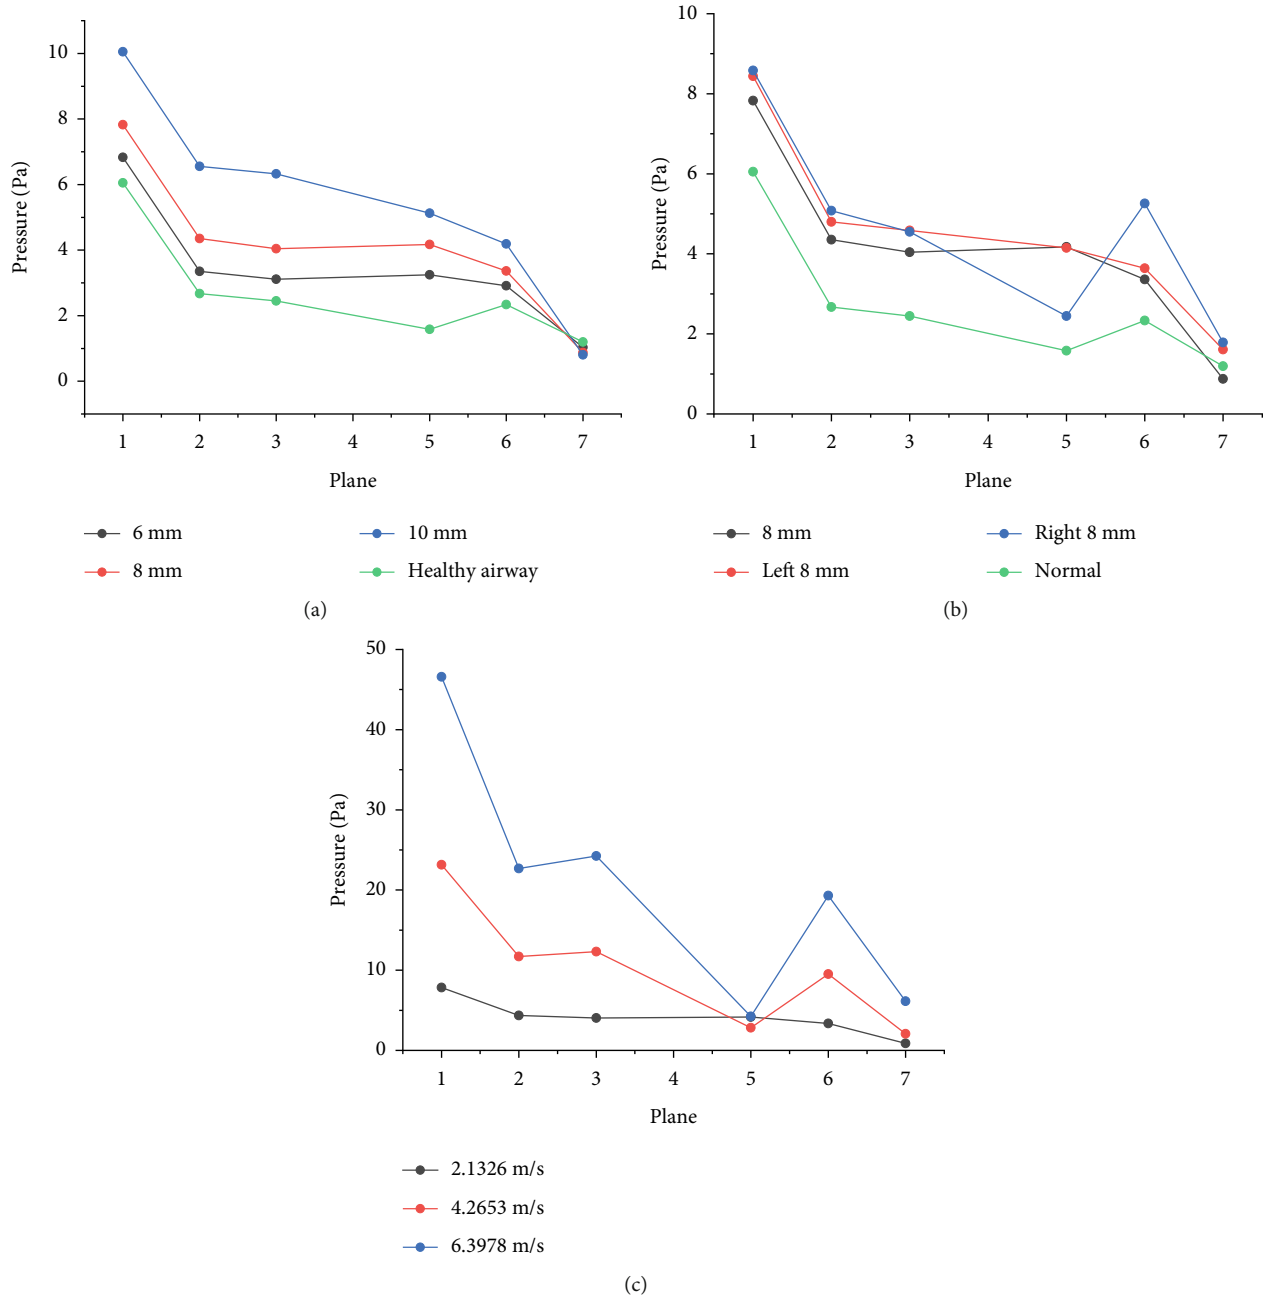 10
8
6
4
2
0
Pressure (Pa)
1 2 3 4 5 6 7
Plane
6 mm
10 mm
8 mm
Healthy airway
(a)
10
8
6
4
2
0
Pressure (Pa)
1 2 3 4 5 6 7
Plane
8 mm
Right 8 mm
Left 8 mm
Normal
(b)
50
40
30
20
10
0
Pressure (Pa)
1 2 3 4 5 6 7
Plane
2.1326 m/s
4.2653 m/s
6.3978 m/s
(c)